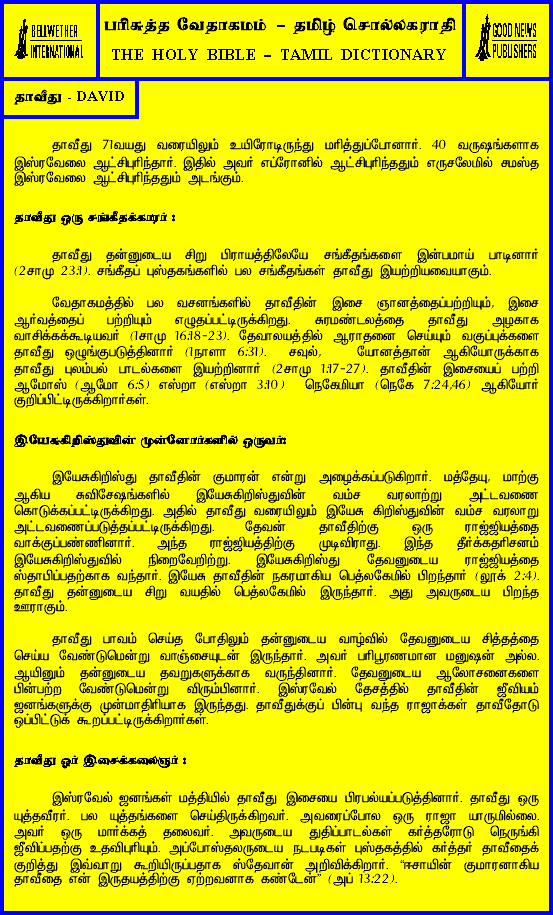 BELLWETHER
INTERNATIONAL
பரிசுத்த வேதாகமம் – தமிழ் சொல்லகராதி
THE HOLY BIBLE – TAMIL DICTIONARY
GOOD NEWS
PUBLISHERS
தாவீது - DAVID
தாவீது 71வயது வரையிலும் உயிரோடிருந்து மரித்துப்போனார். 40 வருஷங்களாக
இஸ்ரவேலை ஆட்சிபுரிந்தார். இதில் அவர் எப்ரோனில் ஆட்சிபுரிந்ததும் எருசலேமில் சமஸ்த
இஸ்ரவேலை ஆட்சிபுரிந்ததும் அடங்கும்.
தாவீது ஒரு சங்கீதக்காரர் :
தாவீது தன்னுடைய சிறு பிராயத்திலேயே சங்கீதங்களை இன்பமாய் பாடினார்
(2சாமு 23:1). சங்கீதப் புஸ்தகங்களில் பல சங்கீதங்கள் தாவீது இயற்றியவையாகும்.
வேதாகமத்தில் பல வசனங்களில் தாவீதின் இசை ஞானத்தைப்பற்றியும், இசை
ஆர்வத்தைப் பற்றியும் எழுதப்பட்டிருக்கிறது. சுரமண்டலத்தை தாவீது அழகாக
வாசிக்கக்கூடியவர் (1சாமு 16:18-23). தேவாலயத்தில் ஆராதனை செய்யும் வகுப்புக்களை
தாவீது ஒழுங்குபடுத்தினார் (1நாளா 6:31). சவுல், யோனத்தான் ஆகியோருக்காக
தாவீது புலம்பல் பாடல்களை இயற்றினார் (2சாமு 1:17-27). தாவீதின் இசையைப் பற்றி
ஆமோஸ் (ஆமோ 6:5) எஸ்றா (எஸ்றா 3:10) நெகேமியா (நெகே 7:24,46) ஆகியோர்
குறிப்பிட்டிருக்கிறார்கள்.
இயேசுகிறிஸ்துவின் முன்னோர்களில் ஒருவர்:
இயேசுகிறிஸ்து தாவீதின் குமாரன் என்று அழைக்கப்படுகிறார். மத்தேயு, மாற்கு
ஆகிய சுவிசேஷங்களில் இயேசுகிறிஸ்துவின் வம்ச வரலாற்று அட்டவணை
கொடுக்கப்பட்டிருக்கிறது. அதில் தாவீது வரையிலும் இயேசு கிறிஸ்துவின் வம்ச வரலாறு
அட்டவணைப்படுத்தப்பட்டிருக்கிறது. தேவன் தாவீதிற்கு ஒரு ராஜ்ஜியத்தை
வாக்குப்பண்ணினார். அந்த ராஜ்ஜியத்திற்கு முடிவிராது. இந்த தீர்க்கதரிசனம்
இயேசுகிறிஸ்துவில் நிறைவேறிற்று. இயேசுகிறிஸ்து தேவனுடைய ராஜ்ஜியத்தை
ஸ்தாபிப்பதற்காக வந்தார். இயேசு தாவீதின் நகரமாகிய பெத்லகேமில் பிறந்தார் (லூக் 2:4).
தாவீது தன்னுடைய சிறு வயதில் பெத்லகேமில் இருந்தார். அது அவருடைய பிறந்த
ஊராகும்.
தாவீது பாவம் செய்த போதிலும் தன்னுடைய வாழ்வில் தேவனுடைய சித்தத்தை
செய்ய வேண்டுமென்று வாஞ்சையுடன் இருந்தார். அவர் பரிபூரணமான மனுஷன் அல்ல.
ஆயினும் தன்னுடைய தவறுகளுக்காக வருந்தினார். தேவனுடைய ஆலோசனைகளை
பின்பற்ற வேண்டுமென்று விரும்பினார். இஸ்ரவேல் தேசத்தில் தாவீதின் ஜீவியம்
ஜனங்களுக்கு முன்மாதிரியாக இருந்தது. தாவீதுக்குப் பின்பு வந்த ராஜாக்கள் தாவீதோடு
ஒப்பிட்டுக் கூறப்பட்டிருக்கிறார்கள்.
தாவீது ஓர் இசைக்கலைஞர் :
இஸ்ரவேல் ஜனங்கள் மத்தியில் தாவீது இசையை பிரபல்யப்படுத்தினார். தாவீது ஒரு
யுத்தவீரர். பல யுத்தங்களை செய்திருக்கிறவர். அவரைப்போல ஒரு ராஜா யாருமில்லை.
அவர் ஒரு மார்க்கத் தலைவர். அவருடைய துதிப்பாடல்கள் கர்த்தரோடு நெருங்கி
ஜீவிப்பதற்கு உதவிபுரியும். அப்போஸ்தலருடைய நடபடிகள் புஸ்தகத்தில் கர்த்தர் தாவீதைக்
குறித்து இவ்வாறு கூறியிருப்பதாக ஸ்தேவான் அறிவிக்கிறார். “ஈசாயின் குமாரனாகிய
தாவீதை என் இருதயத்திற்கு ஏற்றவனாக கண்டேன்” (அப் 13:22).